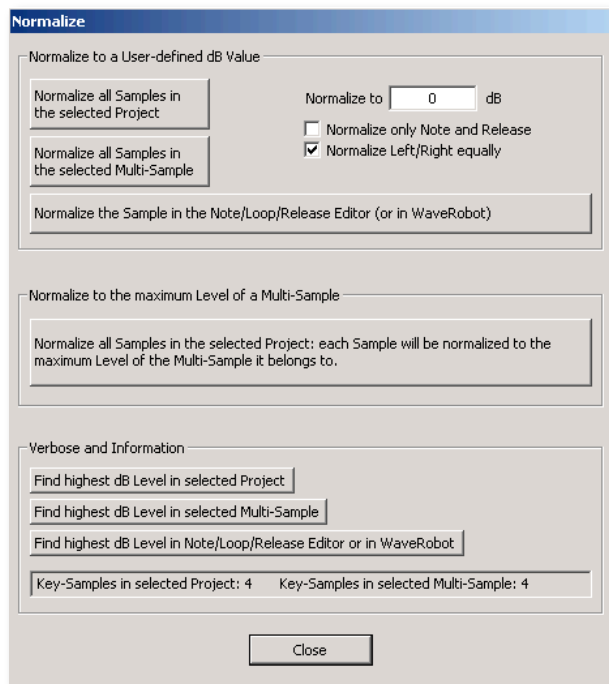 Normalize
Normalize to a User-defined dB Value
Normalize all Samples in
the selected Project
Normalize to 0 dB
Normalize only Note and Release
Normalize all Samples in
the selected Multi-Sample
Normalize Left/Right equally
Normalize the Sample in the Note/Loop/Release Editor (or in WaveRobot)
Normalize to the maximum Level of a Multi-Sample
Normalize all Samples in the selected Project: each Sample will be normalized to the
maximum Level of the Multi-Sample it belongs to.
Verbose and Information
Find highest dB Level in selected Project
Find highest dB Level in selected Multi-Sample
Find highest dB Level in Note/Loop/Release Editor or in WaveRobot
Key-Samples in selected Project: 4 Key-Samples in selected Multi-Sample: 4
Close